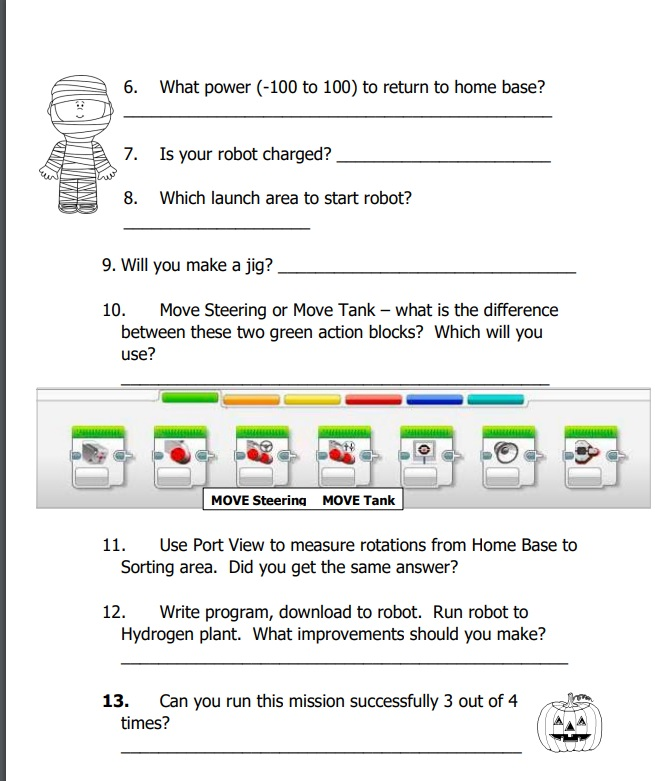 6. What power (-100 to 100) to return to home base?
7. Is your robot charged? ______________________
8. Which launch area to start robot?
9. Will you make a jig? ______________________________
10. Move Steering or Move Tank – what is the difference
between these two green action blocks? Which will you
use?
MOVE Steering MOVE Tank
11. Use Port View to measure rotations from Home Base to
Sorting area. Did you get the same answer?
12. Write program, download to robot. Run robot to
Hydrogen plant. What improvements should you make?
13. Can you run this mission successfully 3 out of 4
times?